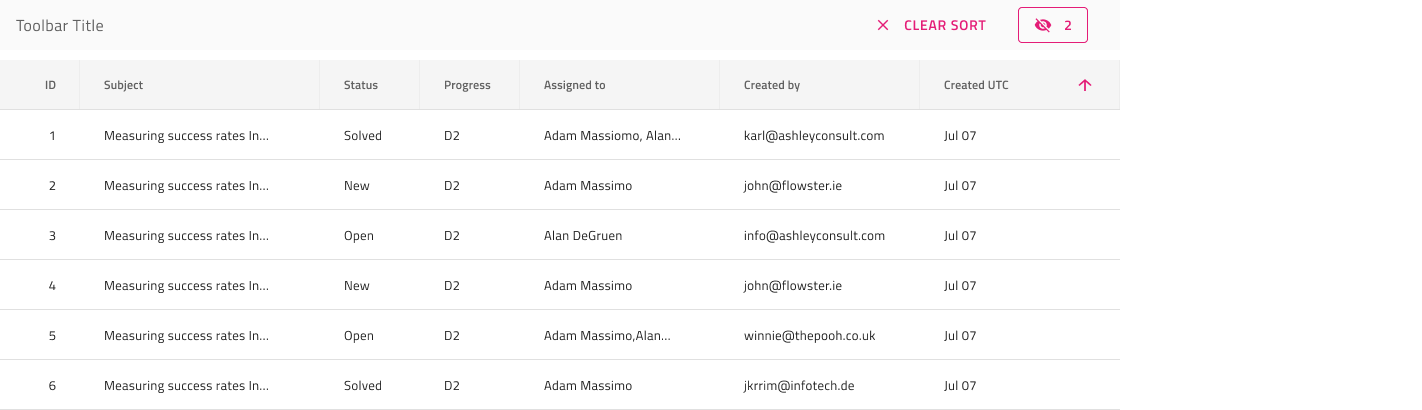 Toolbar Title CLEAR SORT 2
ID Subject Status Progress Assigned to Created by Created UTC
1 Measuring success rates In... Solved D2 Adam Massiomo, Alan... karl@ashleyconsult.com Jul 07
2 Measuring success rates In... New D2 Adam Massimo john@flowster.ie Jul 07
3 Measuring success rates In... Open D2 Alan DeGruen info@ashleyconsult.com Jul 07
4 Measuring success rates In... New D2 Adam Massimo john@flowster.ie Jul 07
5 Measuring success rates In... Open D2 Adam Massimo,Alan... winnie@thepooh.co.uk Jul 07
6 Measuring success rates In... Solved D2 Adam Massimo jkrrim@infotech.de Jul 07